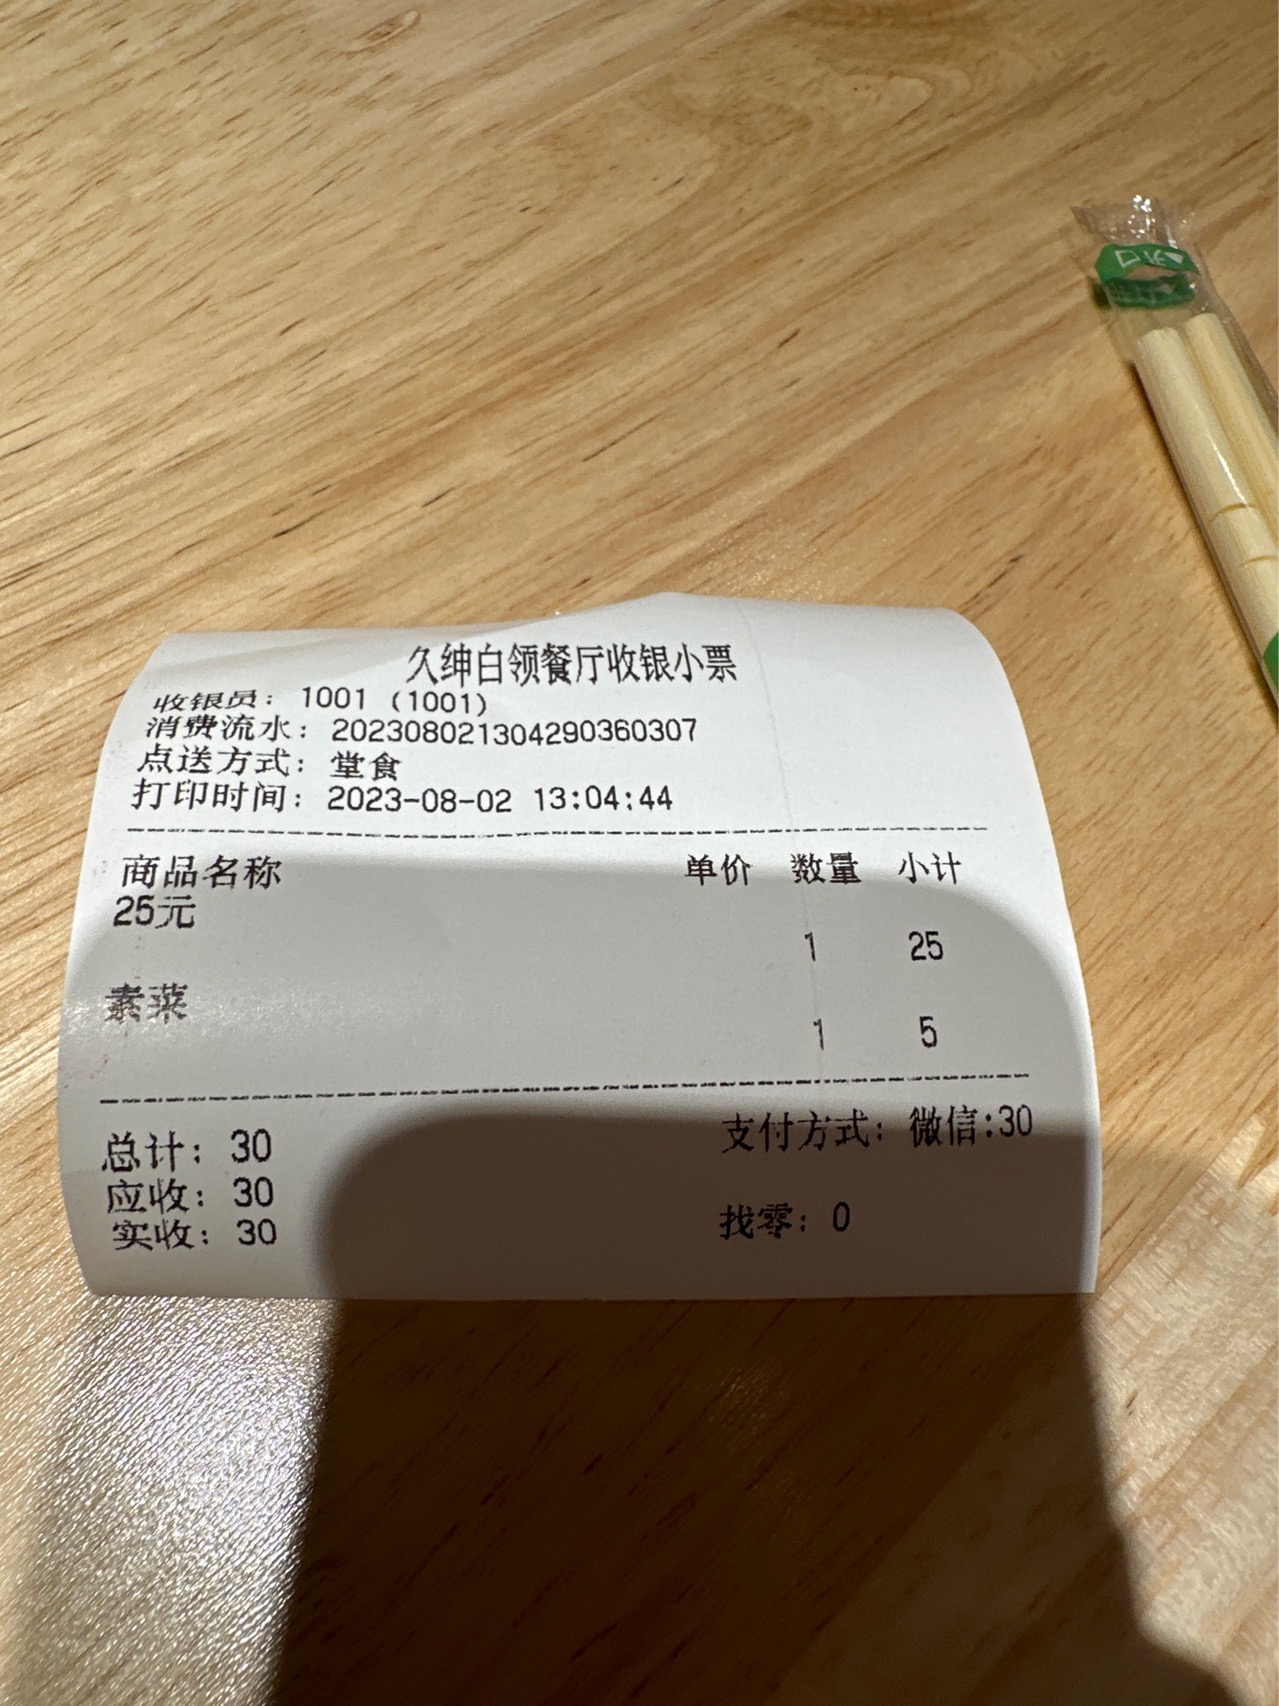 久绅白领餐厅收银小票
收银员: 1001 (1001)
消费流水: 202308021304290360307
点送方式: 堂食
打印时间: 2023-08-02 13:04:44
商品名称 单价 数量 小计
25元
1 25
素菜
1 5
总计: 30 支付方式: 微信:30
应收: 30
实收: 30 找零: 0
开口